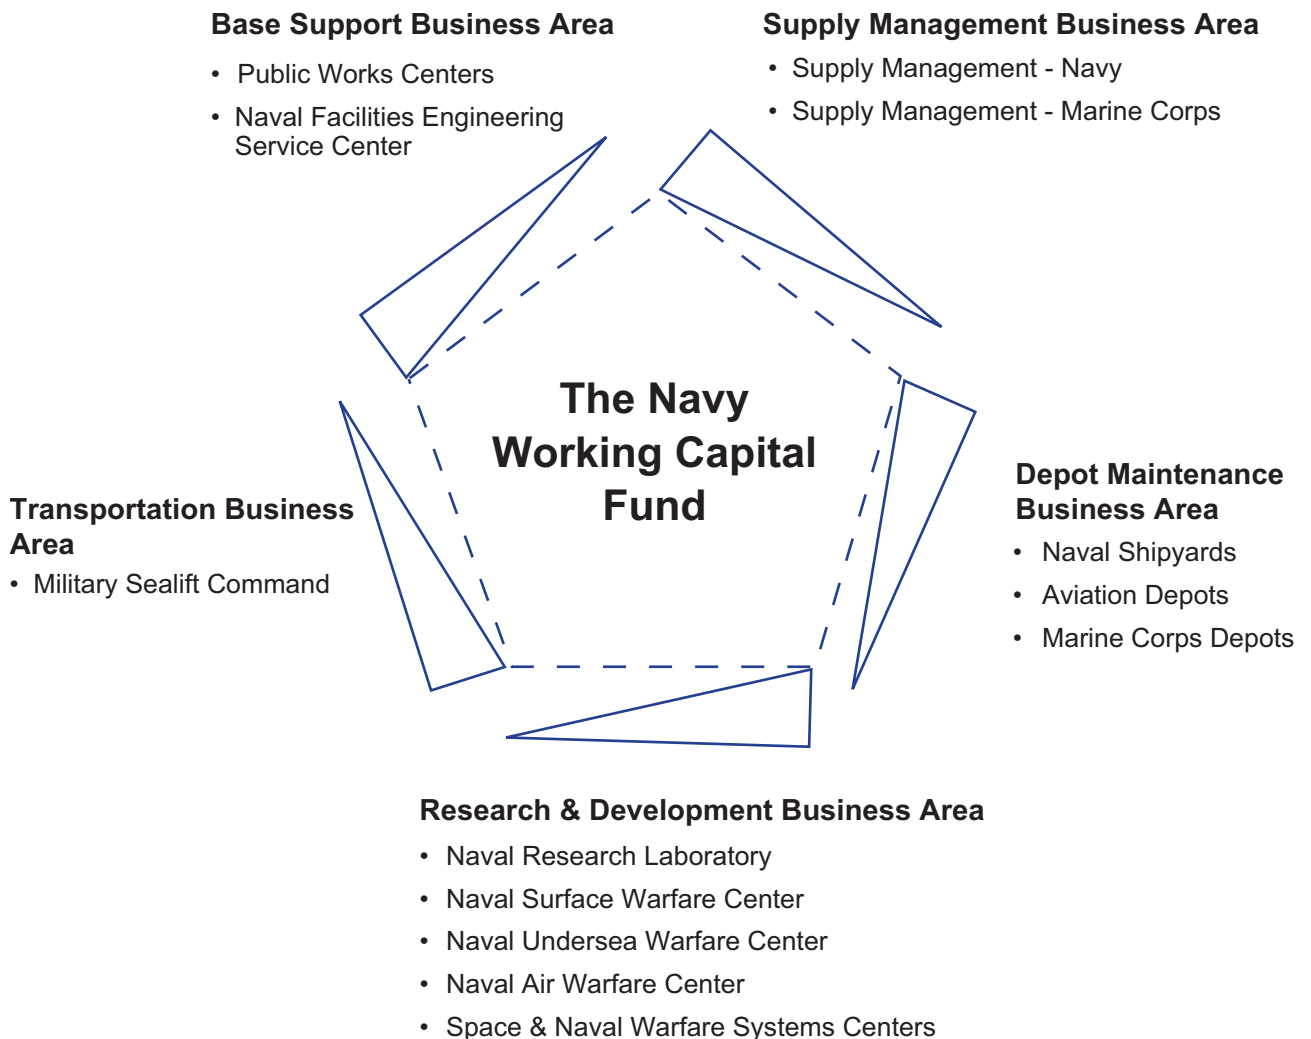 Base Support Business Area
• Public Works Centers
• Naval Facilities Engineering
Service Center
Supply Management Business Area
• Supply Management - Navy
• Supply Management - Marine Corps
The Navy
Working Capital
Fund
Transportation Business
Area
• Military Sealift Command
Depot Maintenance
Business Area
• Naval Shipyards
• Aviation Depots
• Marine Corps Depots
Research & Development Business Area
• Naval Research Laboratory
• Naval Surface Warfare Center
• Naval Undersea Warfare Center
• Naval Air Warfare Center
• Space & Naval Warfare Systems Centers